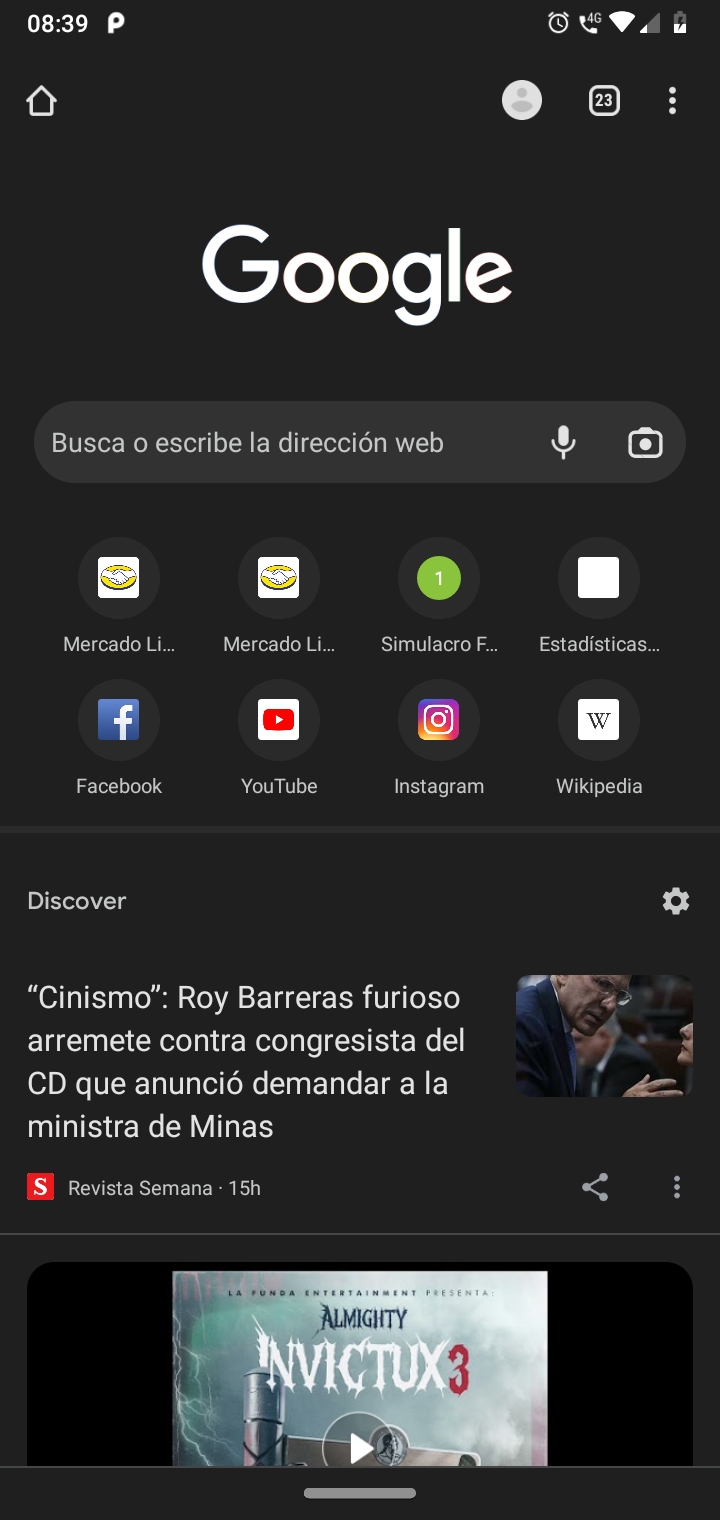 08:39
4G
23
Google
Busca o escribe la dirección web
Mercado Li...
Mercado Li...
1
Simulacro F...
Estadísticas...
Facebook
YouTube
Instagram
W
Wikipedia
Discover
“Cinismo”: Roy Barreras furioso
arremete contra congresista del
CD que anunció demandar a la
ministra de Minas
S
Revista Semana · 15h
LA FUNDA ENTERTAINMENT PRESENTA:
ALMIGHTY
INVICTUX3